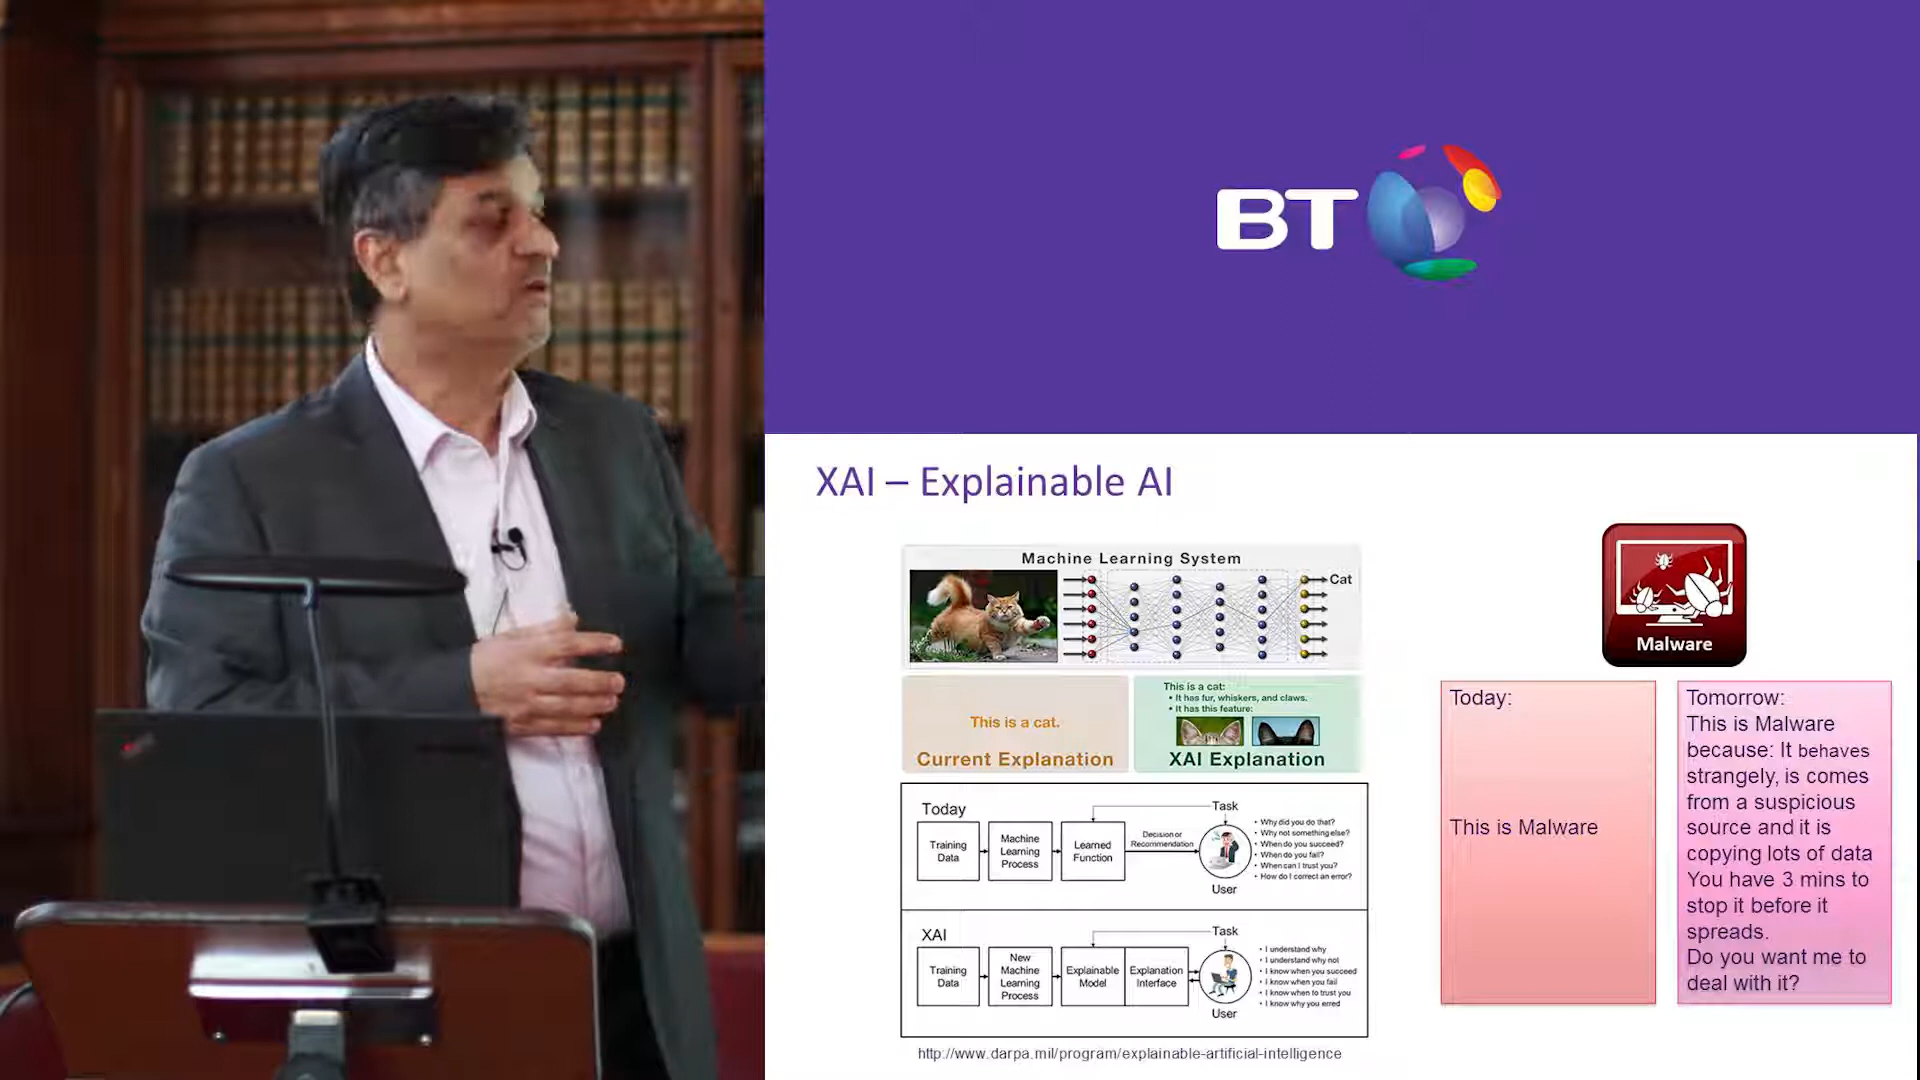 BT
XAI – Explainable AI
Machine Learning System
Cat
This is a cat.
Current Explanation
This is a cat:
• It has fur, whiskers, and claws.
• It has this feature:
XAI Explanation
Today
Training
Data
Machine
Learning
Process
Learned
Function
Decision or
Recommendation
Task
User
• Why did you do that?
• Why not something else?
• When do you succeed?
• When do you fail?
• When can I trust you?
• How do I correct an error?
XAI
Training
Data
New
Machine
Learning
Process
Explainable
Model
Explanation
Interface
Task
User
• I understand why
• I understand why not
• I know when you succeed
• I know when you fail
• I know when to trust you
• I know why you erred
http://www.darpa.mil/program/explainable-artificial-intelligence
Malware
Today:
This is Malware
Tomorrow:
This is Malware
because: It behaves
strangely, is comes
from a suspicious
source and it is
copying lots of data
You have 3 mins to
stop it before it
spreads.
Do you want me to
deal with it?